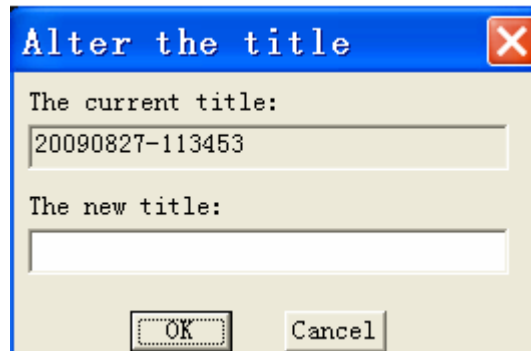 Alter the title
The current title:
20090827-113453
The new title:
OK Cancel